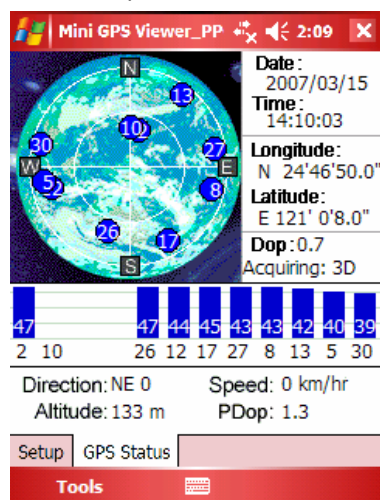 Mini GPS Viewer_PP 2:09
N
13
10 2
30
27
W
E
5 2
8
26
17
S
Date:
2007/03/15
Time:
14:10:03
Longitude:
N 24'46'50.0"
Latitude:
E 121' 0'8.0"
Dop:0.7
Acquiring: 3D
47 47 44 45 43 43 42 40 39
2 10 26 12 17 27 8 13 5 30
Direction: NE 0 Speed: 0 km/hr
Altitude: 133 m PDop: 1.3
Setup GPS Status
Tools